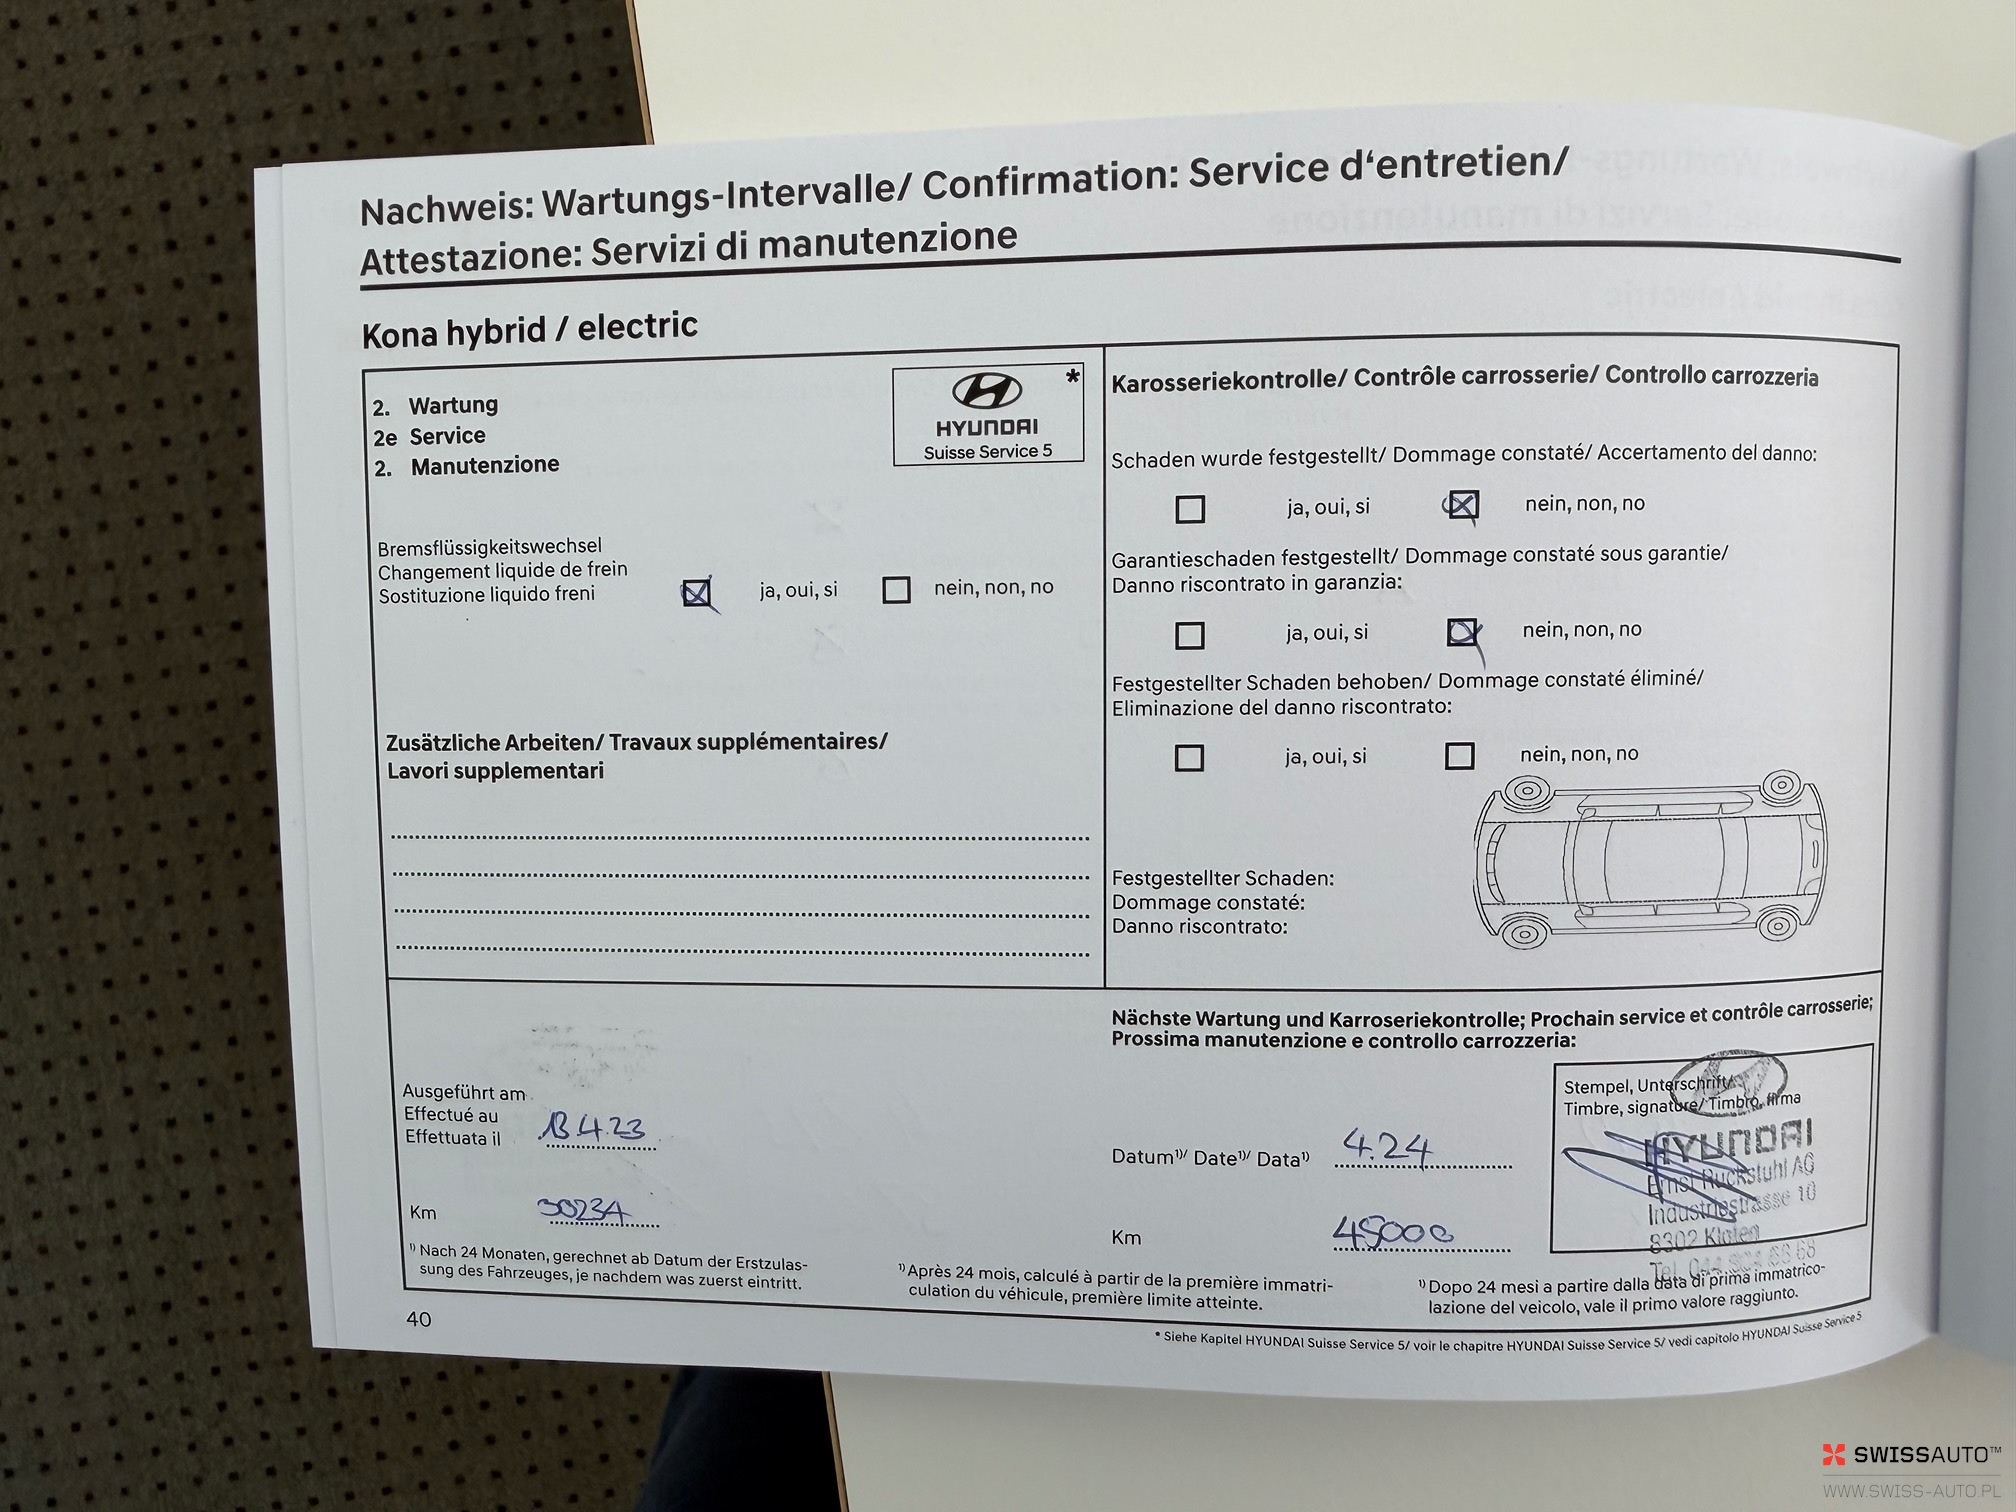 Nachweis: Wartungs-Intervalle/ Confirmation: Service d‘entretien/
Attestazione: Servizi di manutenzione
Kona hybrid / electric
2. Wartung
2e Service
2. Manutenzione
*
HYUNDAI
Suisse Service 5
Bremsflüssigkeitswechsel
Changement liquide de frein
Sostituzione liquido freni
ja, oui, si
nein, non, no
Zusätzliche Arbeiten/ Travaux supplémentaires/
Lavori supplementari
Karosseriekontrolle/ Contrôle carrosserie/ Controllo carrozzeria
Schaden wurde festgestellt/ Dommage constaté/ Accertamento del danno:
ja, oui, si
nein, non, no
Garantieschaden festgestellt/ Dommage constaté sous garantie/
Danno riscontrato in garanzia:
ja, oui, si
nein, non, no
Festgestellter Schaden behoben/ Dommage constaté éliminé/
Eliminazione del danno riscontrato:
ja, oui, si
nein, non, no
Festgestellter Schaden:
Dommage constaté:
Danno riscontrato:
Ausgeführt am
Effectué au
Effettuata il
4.23
Km
Nächste Wartung und Karroseriekontrolle; Prochain service et contrôle carrosserie;
Prossima manutenzione e controllo carrozzeria:
Datum¹⁾/ Date¹⁾/ Data¹⁾
4.24
Km
45000
Stempel, Unterschrift/
Timbre, signature/ Timbro, firma
HYUNDAI
Ernst Ruckstuhl AG
Industriestrasse 10
8302 Kloten
Tel. 044
¹⁾ Nach 24 Monaten, gerechnet ab Datum der Erstzulas-
sung des Fahrzeuges, je nachdem was zuerst eintritt.
¹⁾ Après 24 mois, calculé à partir de la première immatri-
culation du véhicule, première limite atteinte.
¹⁾ Dopo 24 mesi a partire dalla data di prima immatrico-
lazione del veicolo, vale il primo valore raggiunto.
40
* Siehe Kapitel HYUNDAI Suisse Service 5/ voir le chapitre HYUNDAI Suisse Service 5/ vedi capitolo HYUNDAI Suisse Service 5
SWISSAUTO™
WWW.SWISS-AUTO.PL